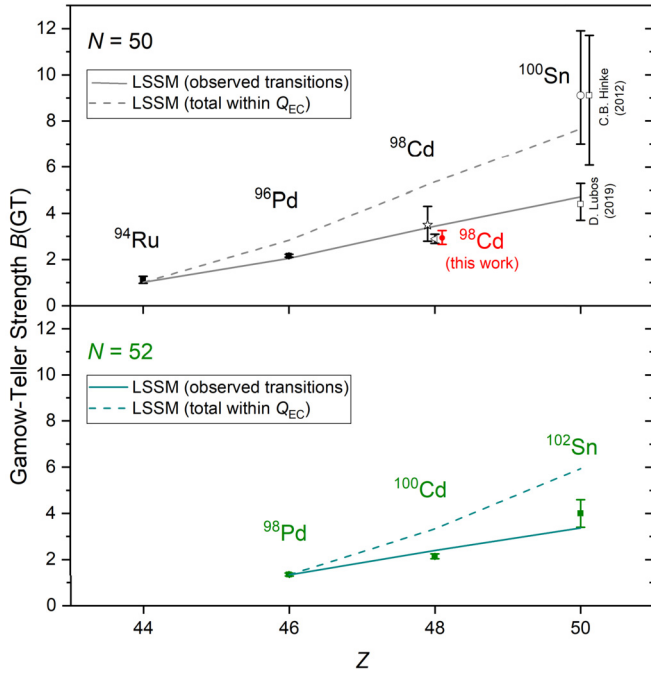 12
10
8
6
4
2
0
N = 50
LSSM (observed transitions)
LSSM (total within Q_EC)
⁹⁴Ru
⁹⁶Pd
⁹⁸Cd
¹⁰⁰Sn
C.B. Hinke
(2012)
D. Lubos
(2019)
⁹⁸Cd
(this work)
Gamow-Teller Strength B(GT)
12
10
8
6
4
2
0
N = 52
LSSM (observed transitions)
LSSM (total within Q_EC)
⁹⁸Pd
¹⁰⁰Cd
¹⁰²Sn
44
46
48
50
Z